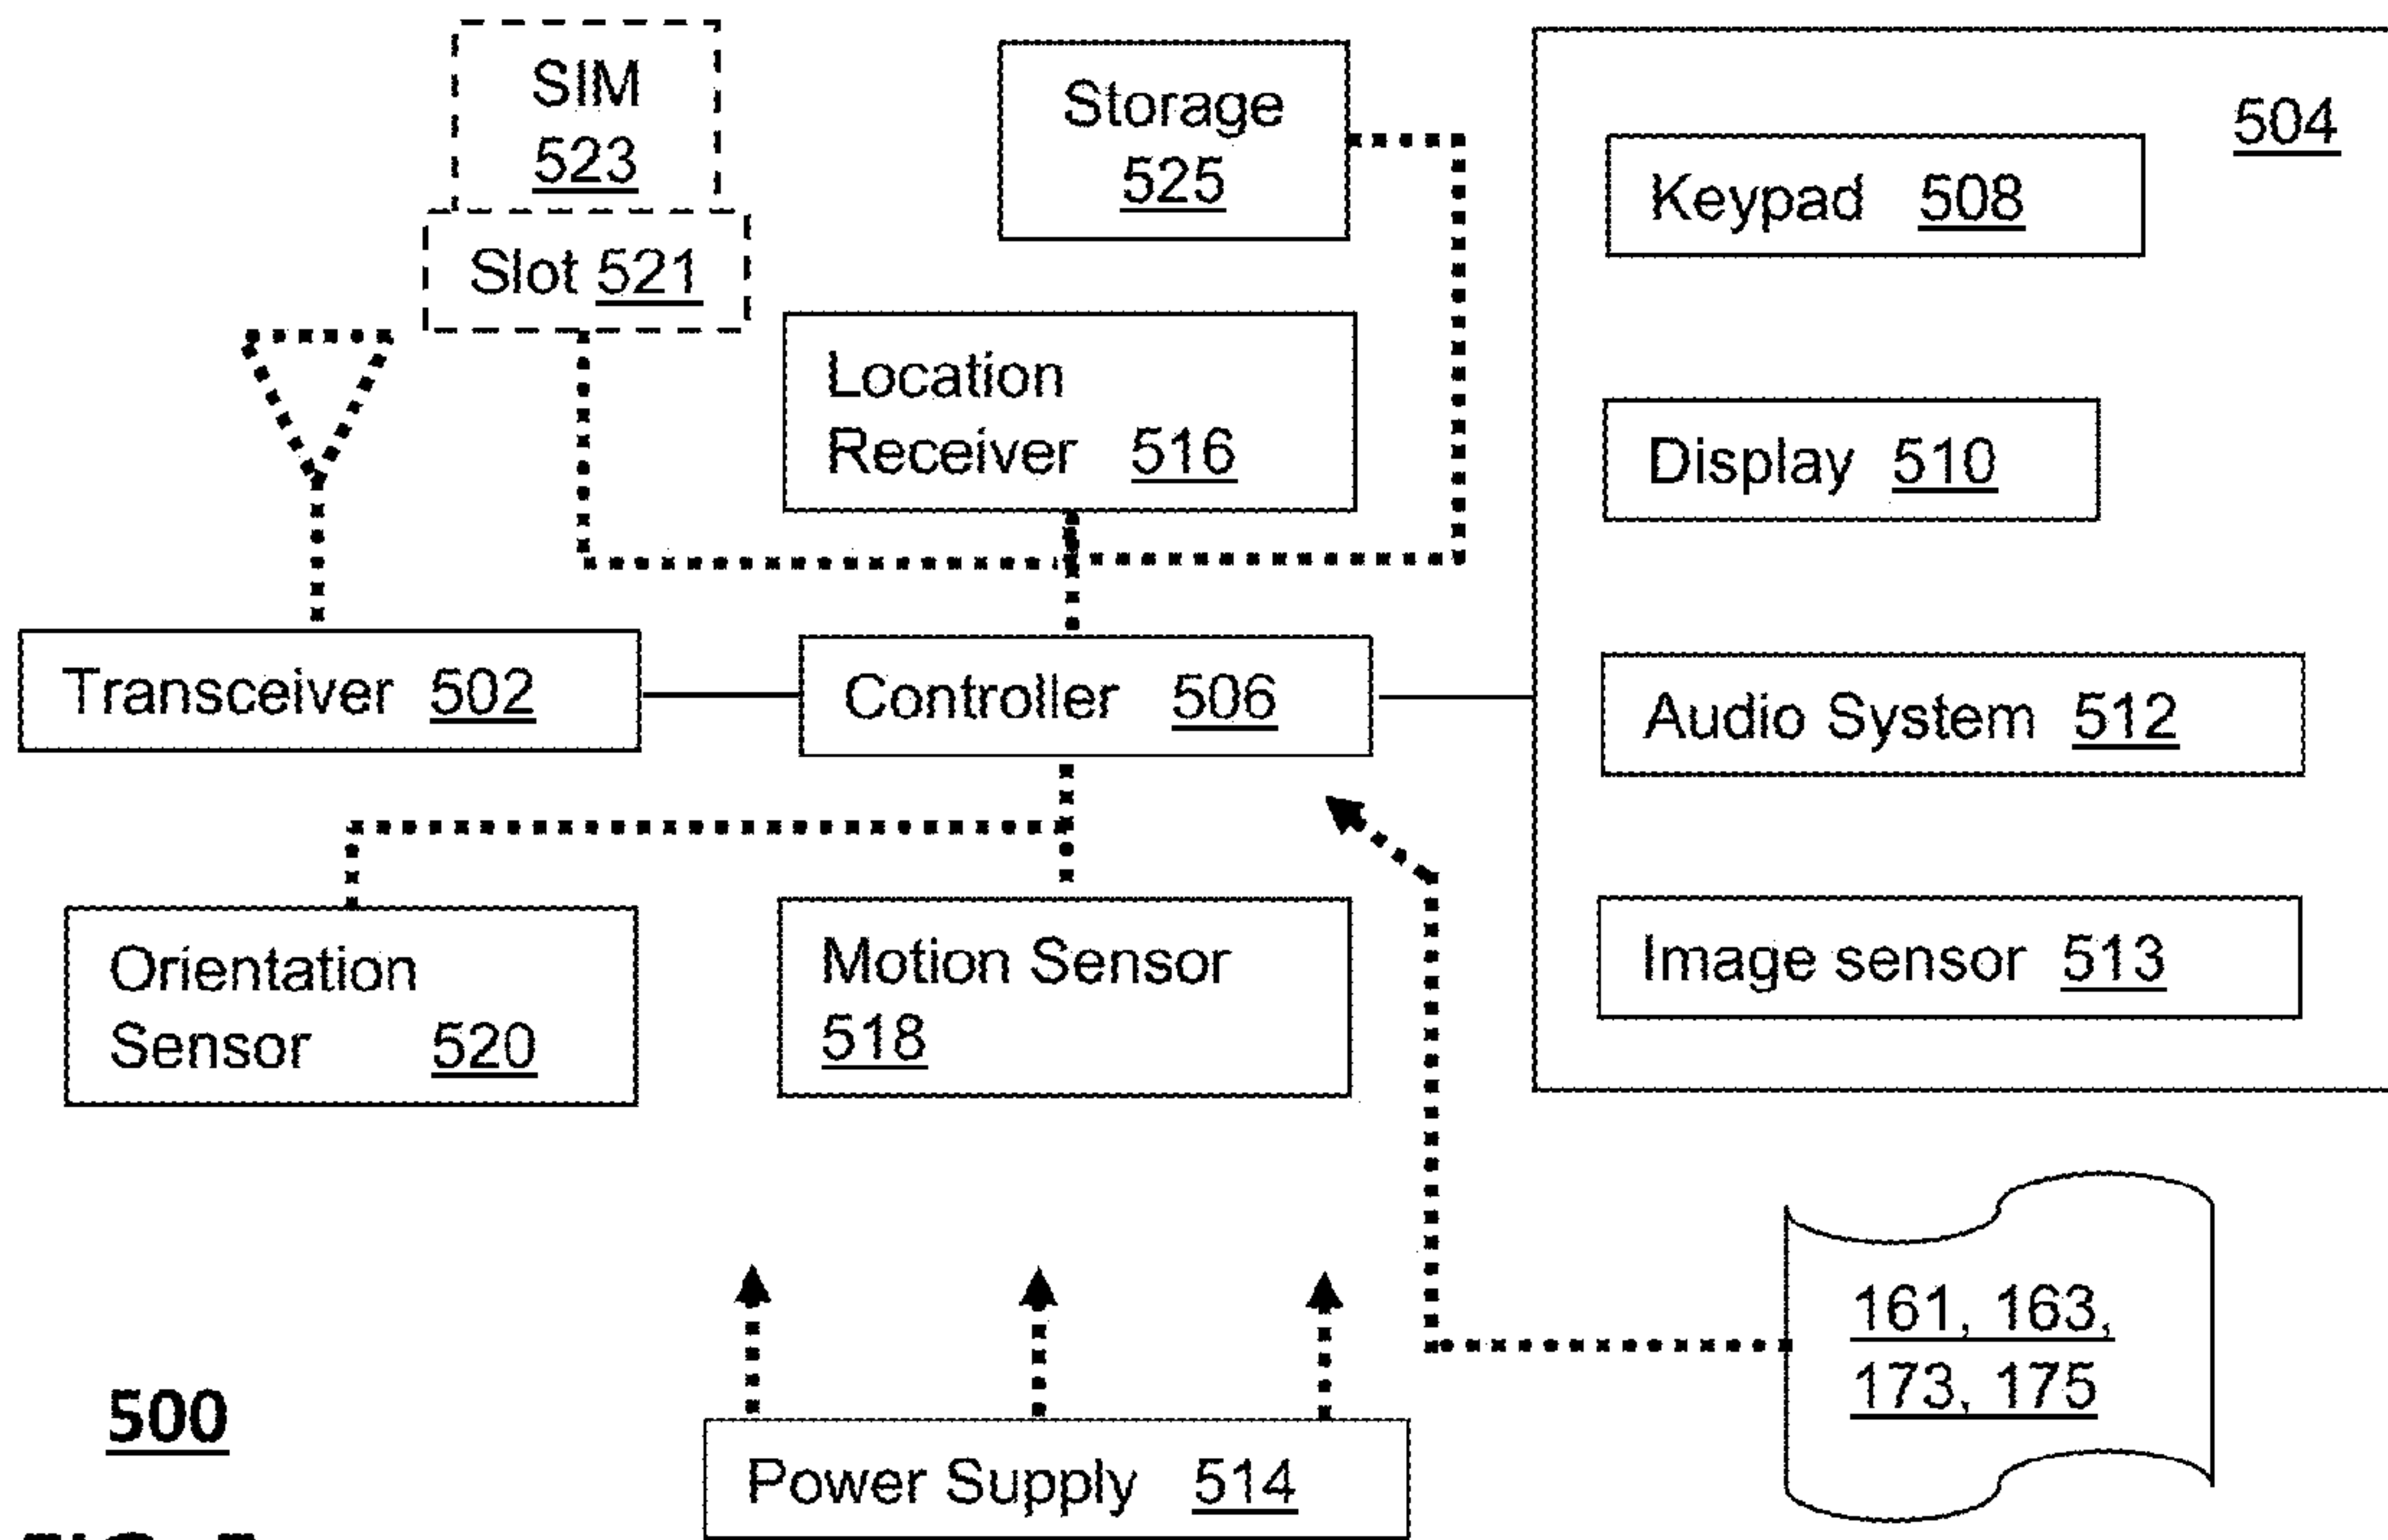 SIM
523
Slot 521
Storage
525
504
Keypad 508
Location
Receiver 516
Display 510
Transceiver 502
Controller 506
Audio System 512
Orientation
Sensor 520
Motion Sensor
518
Image sensor 513
161, 163,
173, 175
500
Power Supply 514